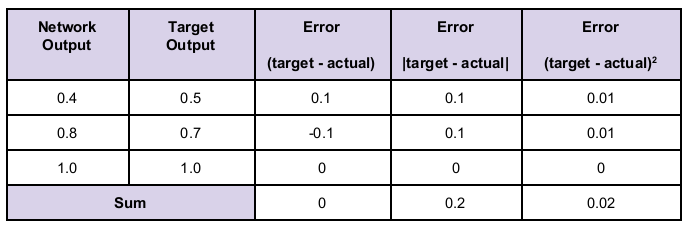 Network Output Target Output Error (target - actual) Error |target - actual| Error (target - actual)²
0.4 0.5 0.1 0.1 0.01
0.8 0.7 -0.1 0.1 0.01
1.0 1.0 0 0 0
Sum 0 0.2 0.02